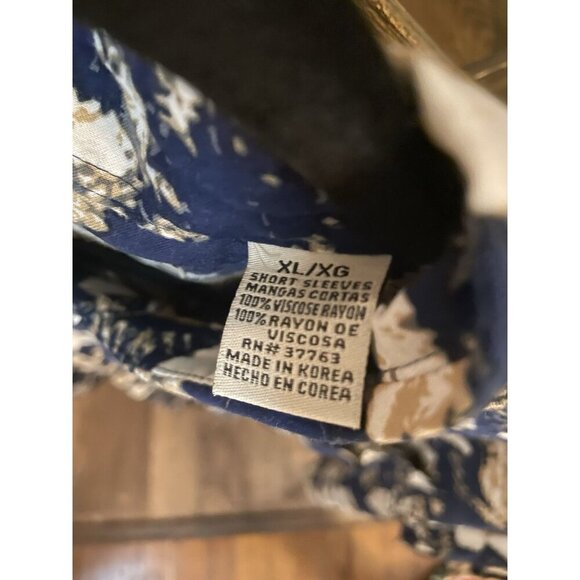 XL/XG
SHORT SLEEVES
MANGAS CORTAS
100% VISCOSE RAYON
100% RAYON DE
VISCOSA
RN# 37763
MADE IN KOREA
HECHO EN COREA